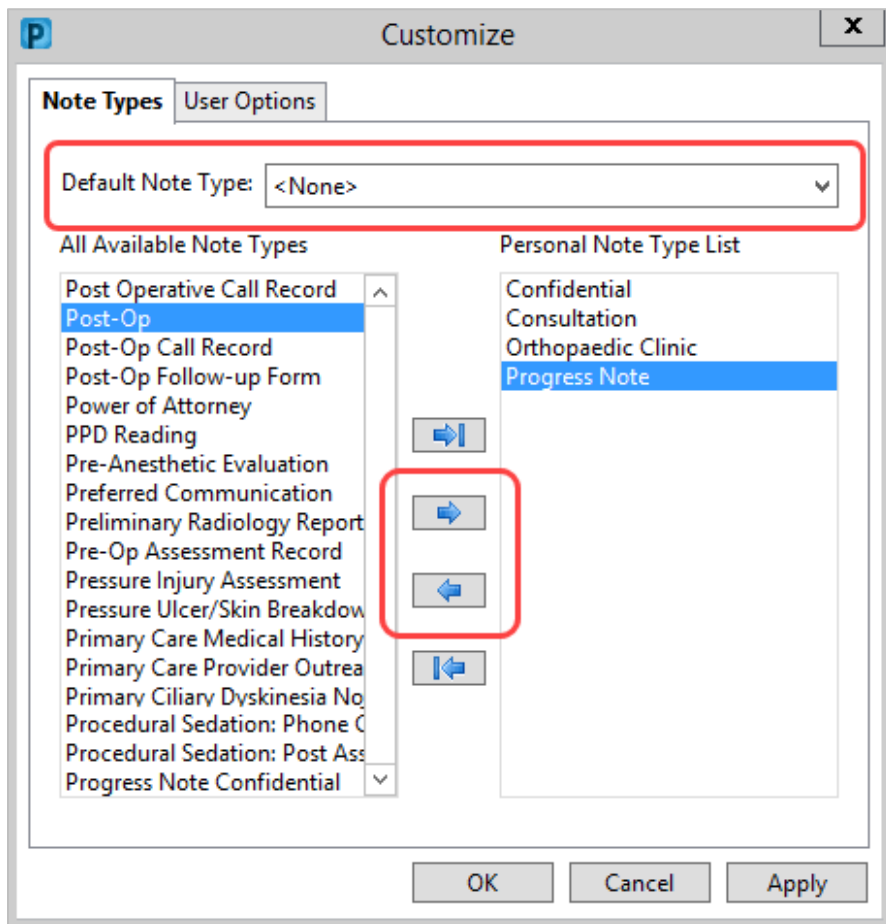 P
Customize
X
Note Types
User Options
Default Note Type: <None>
All Available Note Types
Post Operative Call Record
Post-Op
Post-Op Call Record
Post-Op Follow-up Form
Power of Attorney
PPD Reading
Pre-Anesthetic Evaluation
Preferred Communication
Preliminary Radiology Report
Pre-Op Assessment Record
Pressure Injury Assessment
Pressure Ulcer/Skin Breakdow
Primary Care Medical History
Primary Care Provider Outrea
Primary Ciliary Dyskinesia No
Procedural Sedation: Phone C
Procedural Sedation: Post Ass
Progress Note Confidential
Personal Note Type List
Confidential
Consultation
Orthopaedic Clinic
Progress Note
OK
Cancel
Apply